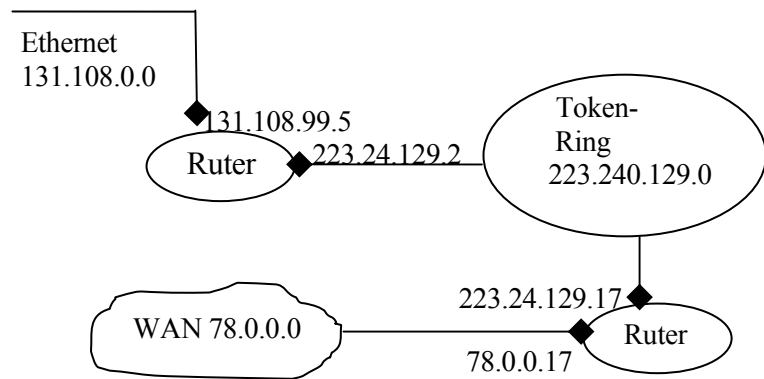 Ethernet
131.108.0.0
131.108.99.5
Ruter
223.24.129.2
Token-
Ring
223.240.129.0
223.24.129.17
WAN 78.0.0.0
Ruter
78.0.0.17